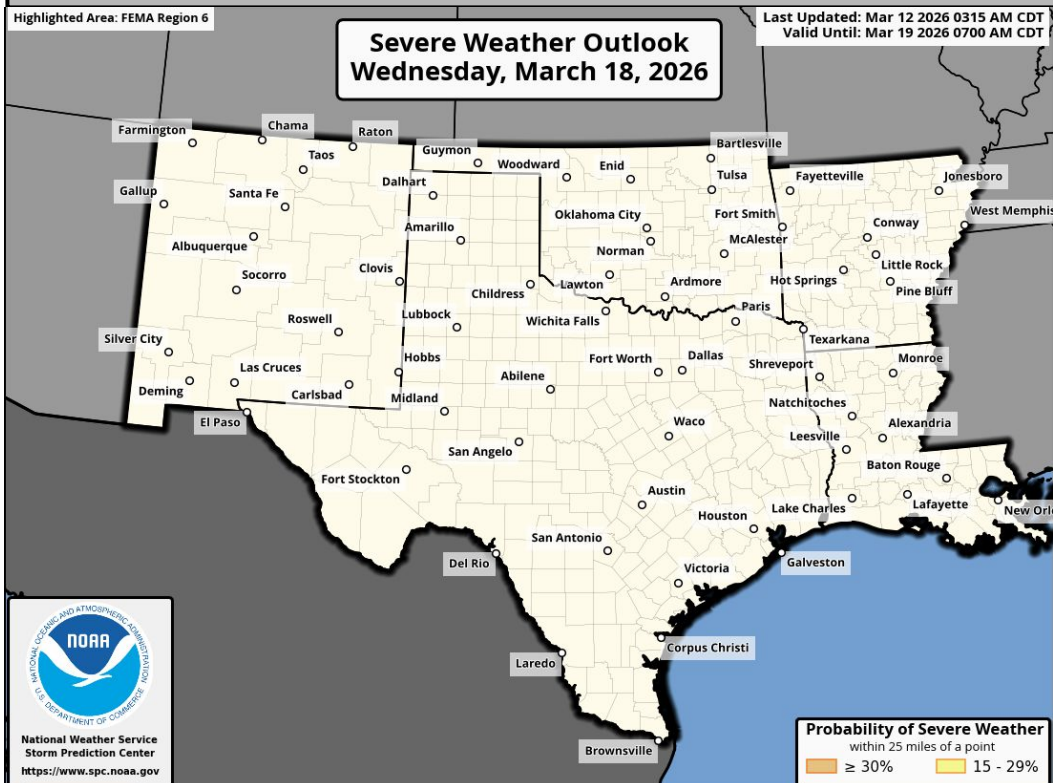 Highlighted Area: FEMA Region 6
Last Updated: Mar 12 2026 0315 AM CDT
Valid Until: Mar 19 2026 0700 AM CDT
Severe Weather Outlook
Wednesday, March 18, 2026
Farmington
Chama
Raton
Taos
Guymon
Woodward
Enid
Bartlesville
Gallup
Santa Fe
Dalhart
Tulsa
Fayetteville
Jonesboro
Albuquerque
Amarillo
Oklahoma City
Fort Smith
Conway
West Memphis
Norman
McAlester
Socorro
Clovis
Childress
Lawton
Ardmore
Hot Springs
Little Rock
Pine Bluff
Roswell
Lubbock
Wichita Falls
Paris
Texarkana
Silver City
Las Cruces
Hobbs
Fort Worth
Dallas
Shreveport
Monroe
Deming
Carlsbad
Midland
Abilene
Natchitoches
El Paso
San Angelo
Waco
Leesville
Alexandria
Fort Stockton
Baton Rouge
Austin
Houston
Lake Charles
Lafayette
New Orl
Del Rio
San Antonio
Galveston
Victoria
Laredo
Corpus Christi
Brownsville
NOAA
NATIONAL OCEANIC AND ATMOSPHERIC ADMINISTRATION
U.S. DEPARTMENT OF COMMERCE
National Weather Service
Storm Prediction Center
https://www.spc.noaa.gov
Probability of Severe Weather
within 25 miles of a point
≥ 30%
15 - 29%